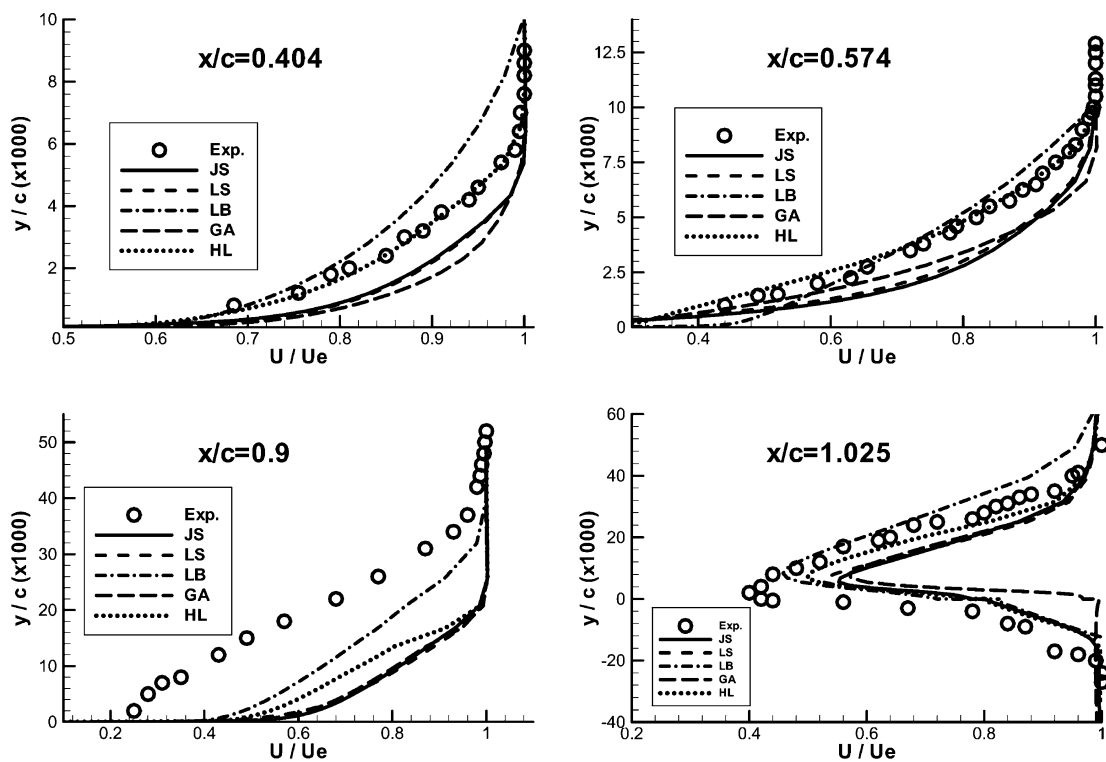 10
8
6
4
2
y / c (x1000)
x/c=0.404
Exp.
JS
LS
LB
GA
HL
0.5
0.6
0.7
0.8
0.9
1
U / Ue
12.5
10
7.5
5
2.5
0
y / c (x1000)
x/c=0.574
Exp.
JS
LS
LB
GA
HL
0.4
0.6
0.8
1
U / Ue
50
40
30
20
10
0
y / c (x1000)
x/c=0.9
Exp.
JS
LS
LB
GA
HL
0.2
0.4
0.6
0.8
1
U / Ue
60
40
20
0
-20
-40
y / c (x1000)
x/c=1.025
Exp.
JS
LS
LB
GA
HL
0.2
0.4
0.6
0.8
1
U / Ue